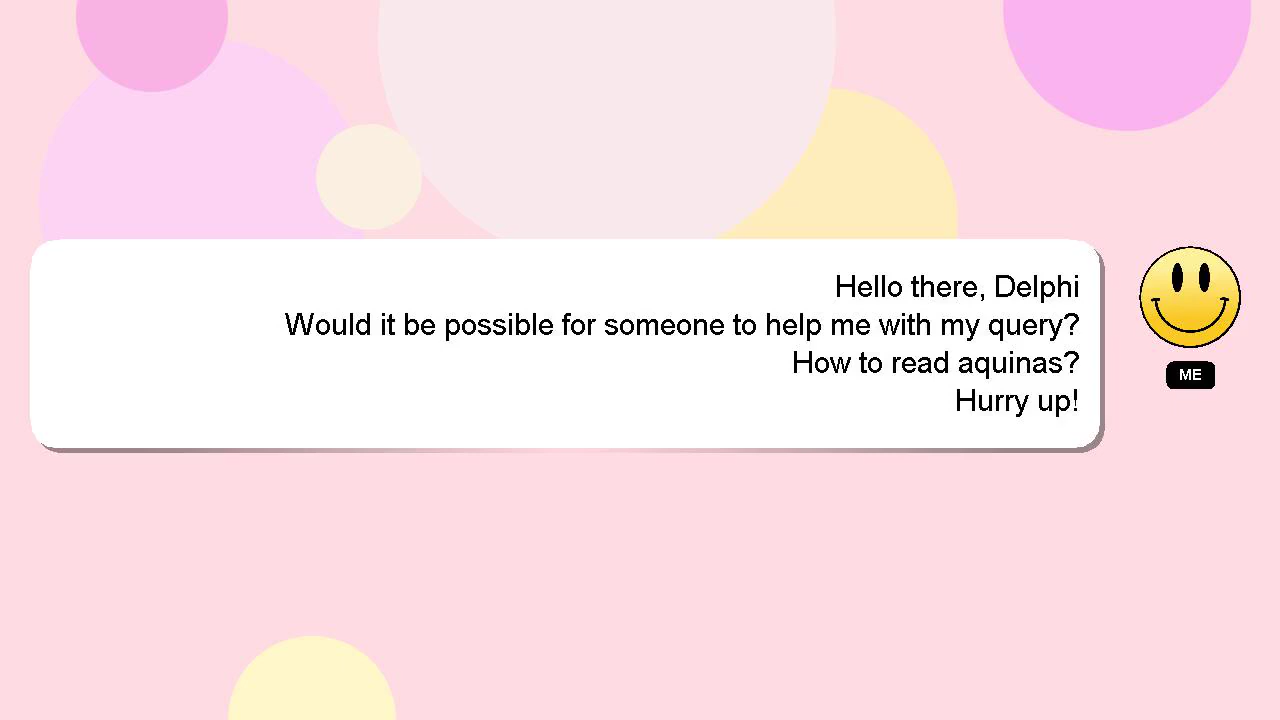 Hello there, Delphi
Would it be possible for someone to help me with my query?
How to read aquinas?
Hurry up!
ME